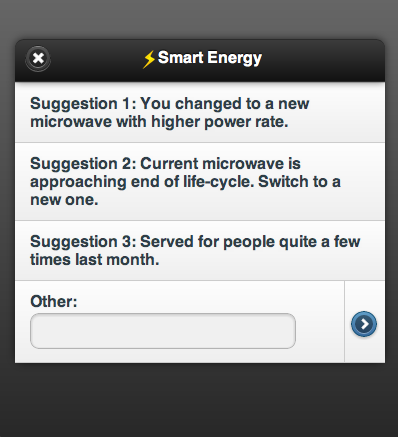 Smart Energy
Suggestion 1: You changed to a new
microwave with higher power rate.
Suggestion 2: Current microwave is
approaching end of life-cycle. Switch to a
new one.
Suggestion 3: Served for people quite a few
times last month.
Other: